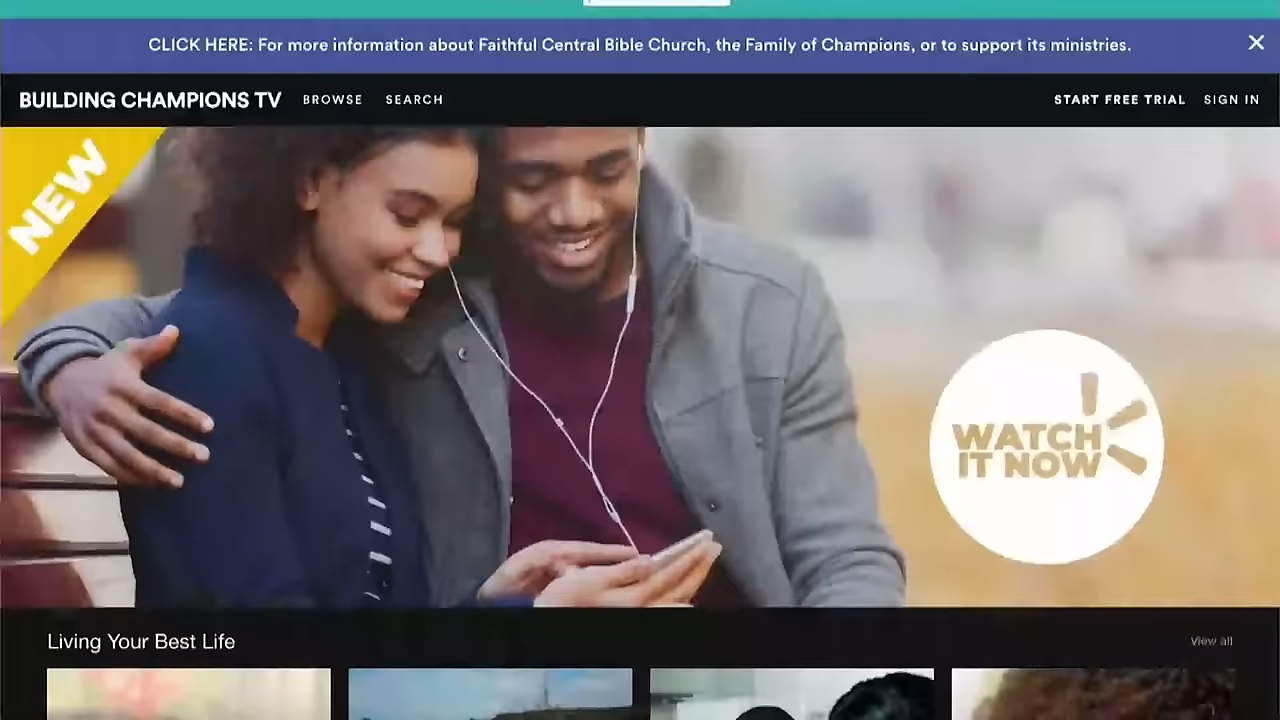 CLICK HERE: For more information about Faithful Central Bible Church, the Family of Champions, or to support its ministries.
BUILDING CHAMPIONS TV BROWSE SEARCH START FREE TRIAL SIGN IN
NEW
WATCH
IT NOW
Living Your Best Life View all